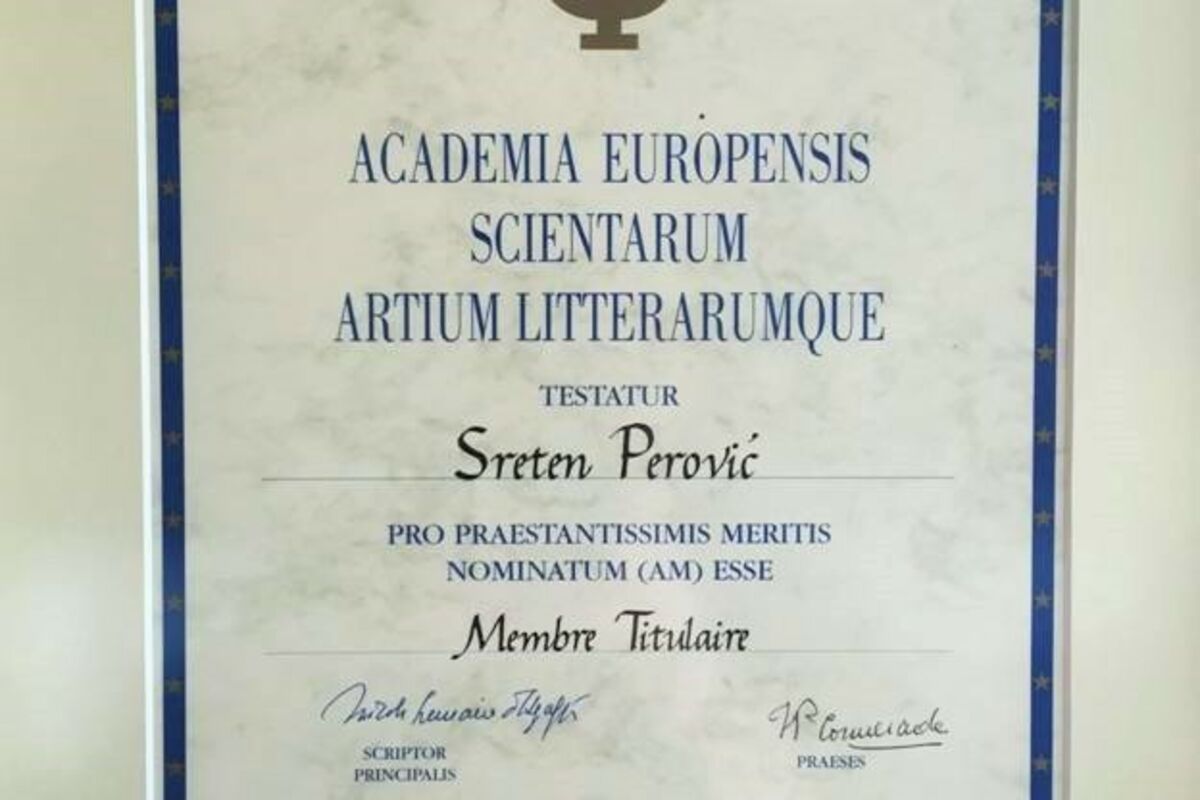 ACADEMIA EUROPENSIS
SCIENTARUM
ARTIUM LITTERARUMQUE
TESTATUR
Sreten Perović
PRO PRAESTANTISSIMIS MERITIS
NOMINATUM (AM) ESSE
Membre Titulaire
SCRIPTOR
PRINCIPALIS
PRAESES